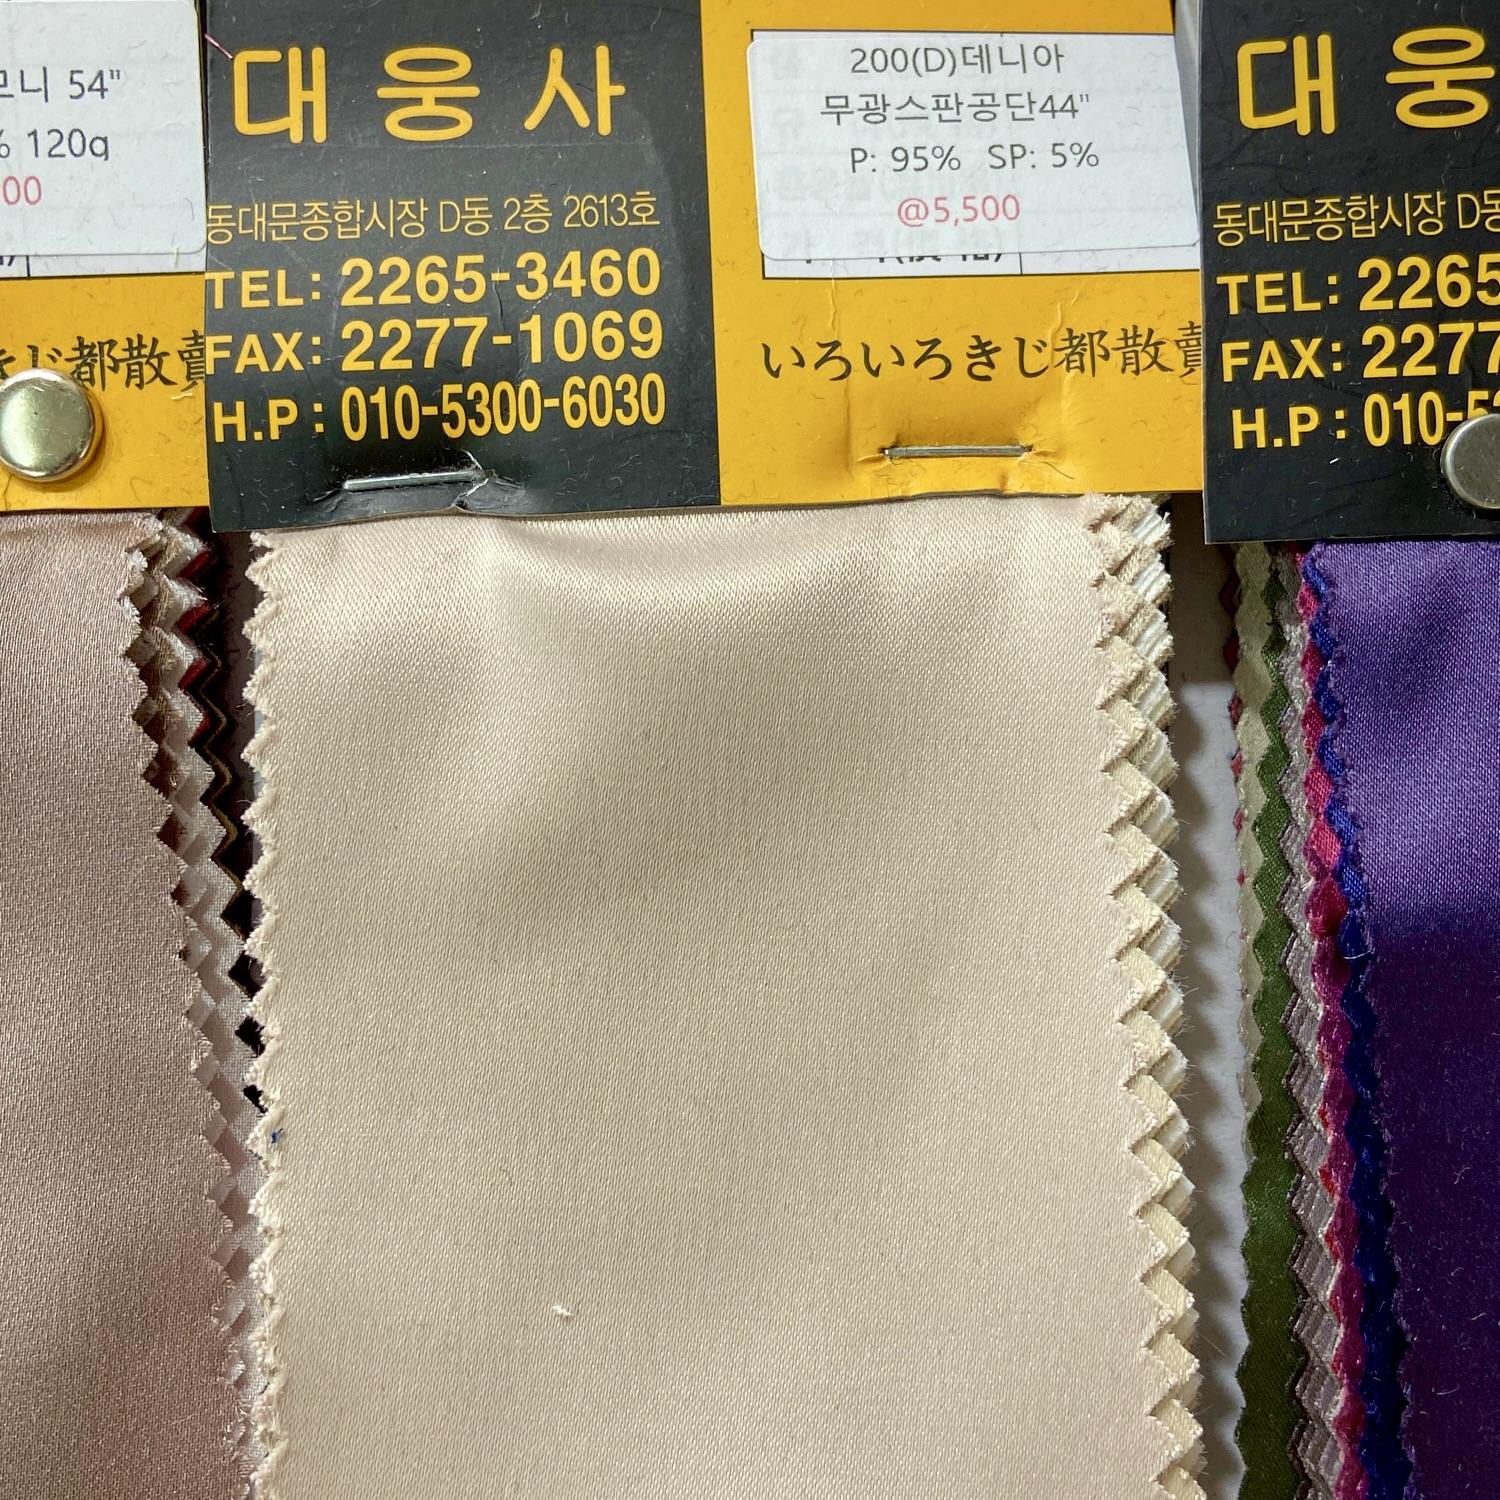 모니 54"
% 120g
00
대웅사
동대문종합시장 D동 2층 2613호
TEL: 2265-3460
FAX: 2277-1069
H.P: 010-5300-6030
きじ都散賣
200(D)데니아
무광스판공단44"
P: 95% SP: 5%
@5,500
いろいろきじ都散賣
대웅
동대문종합시장 D동
TEL: 2265
FAX: 2277
H.P: 010-5